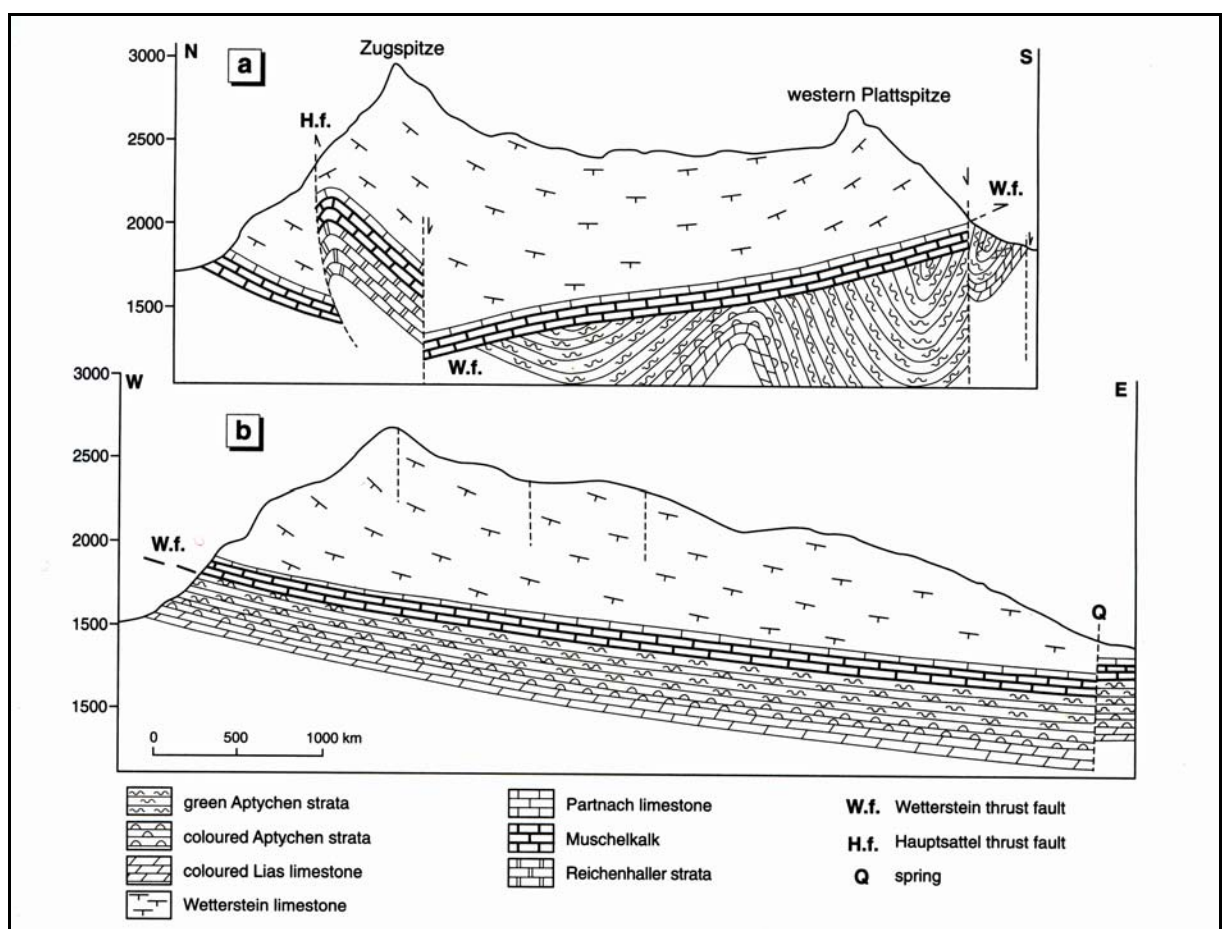 N
a
Zugspitze
S
western Plattspitze
3000
H.f.
2500
W.f.
2000
1500
W.f.
3000
W
E
b
2500
2000
W.f.
1500
Q
1500
0 500 1000 km
green Aptychen strata
coloured Aptychen strata
coloured Lias limestone
Wetterstein limestone
Partnach limestone
Muschelkalk
Reichenhaller strata
W.f. Wetterstein thrust fault
H.f. Hauptsattel thrust fault
Q spring